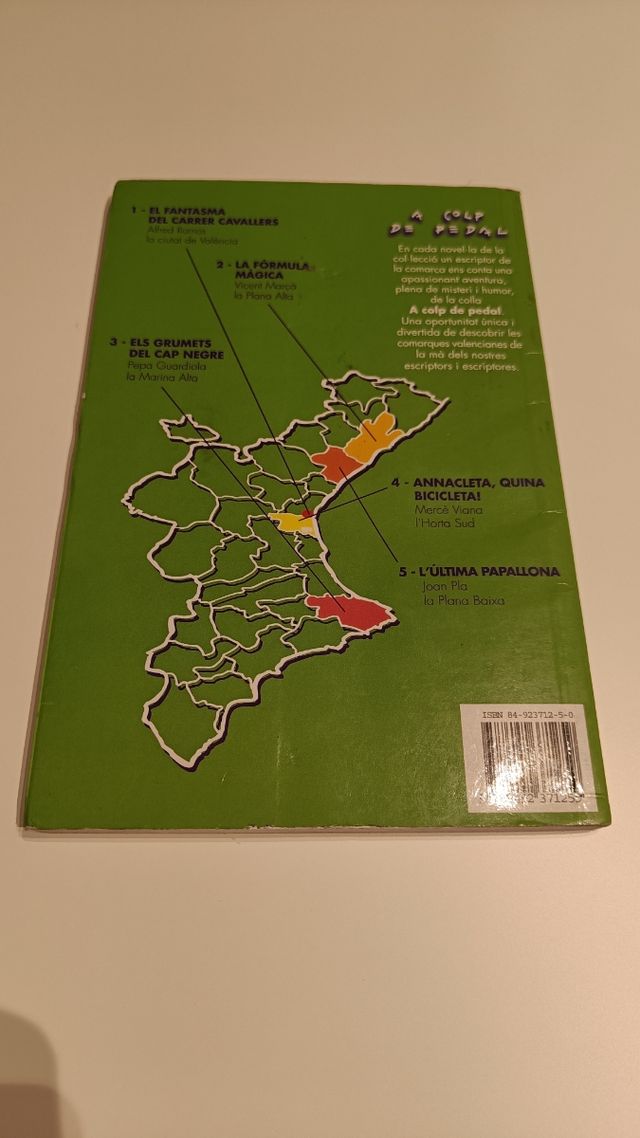 1 - EL FANTASMA
DEL CARRER CAVALLERS
Alfred Ramos
la ciutat de València
2 - LA FÓRMULA
MÀGICA
Vicent Marçà
la Plana Alta
3 - ELS GRUMETS
DEL CAP NEGRE
Pepa Guardiola
la Marina Alta
A COLP
DE PEDAL
En cada novel·la de la
col·lecció un escriptor de
la comarca ens conta una
apassionant aventura,
plena de misteri i humor,
de la colla
A colp de pedal.
Una oportunitat única i
divertida de descobrir les
comarques valencianes de
la mà dels nostres
escriptors i escriptores.
4 - ANNACLETA, QUINA
BICICLETA!
Mercè Viana
l'Horta Sud
5 - L'ÚLTIMA PAPALLONA
Joan Pla
la Plana Baixa
ISBN 84-923712-5-0